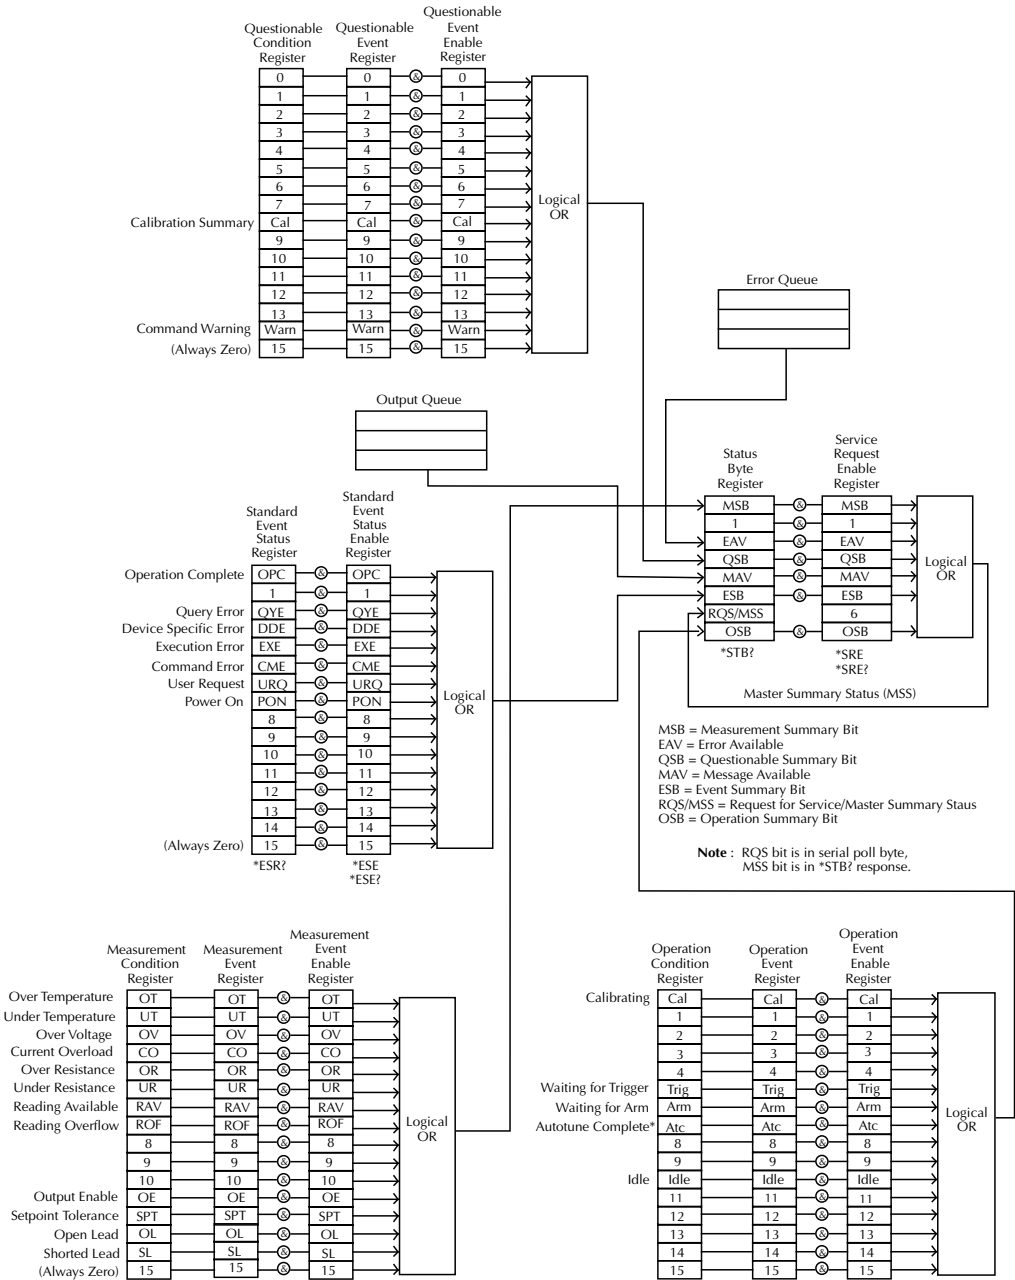 Questionable
Condition
Register
Questionable
Event
Register
Questionable
Event
Enable
Register
0 0 & 0
1 1 & 1
2 2 & 2
3 3 & 3
4 4 & 4
5 5 & 5
6 6 & 6
7 7 & 7
Calibration Summary Cal Cal & Cal
9 9 & 9
10 10 & 10
11 11 & 11
12 12 & 12
13 13 & 13
Command Warning Warn Warn & Warn
(Always Zero) 15 15 & 15
Logical
OR
Error Queue
Output Queue
Standard
Event
Status
Register
Standard
Event
Status
Enable
Register
Operation Complete OPC & OPC
1 & 1
Query Error QYE & QYE
Device Specific Error DDE & DDE
Execution Error EXE & EXE
Command Error CME & CME
User Request URQ & URQ
Power On PON & PON
8 & 8
9 & 9
10 & 10
11 & 11
12 & 12
13 & 13
14 & 14
(Always Zero) 15 & 15
*ESR?
*ESE
*ESE?
Logical
OR
Status
Byte
Register
Service
Request
Enable
Register
MSB & MSB
1 & 1
EAV & EAV
QSB & QSB
MAV & MAV
ESB & ESB
RQS/MSS 6
OSB & OSB
*STB?
*SRE
*SRE?
Logical
OR
Master Summary Status (MSS)
MSB = Measurement Summary Bit
EAV = Error Available
QSB = Questionable Summary Bit
MAV = Message Available
ESB = Event Summary Bit
RQS/MSS = Request for Service/Master Summary Staus
OSB = Operation Summary Bit
Note : RQS bit is in serial poll byte,
MSS bit is in *STB? response.
Measurement
Condition
Register
Measurement
Event
Register
Measurement
Event
Enable
Register
Over Temperature OT OT & OT
Under Temperature UT UT & UT
Over Voltage OV OV & OV
Current Overload CO CO & CO
Over Resistance OR OR & OR
Under Resistance UR UR & UR
Reading Available RAV RAV & RAV
Reading Overflow ROF ROF & ROF
8 8 & 8
9 9 & 9
10 10 & 10
Output Enable OE OE & OE
Setpoint Tolerance SPT SPT & SPT
Open Lead OL OL & OL
Shorted Lead SL SL & SL
(Always Zero) 15 15 & 15
Logical
OR
Operation
Condition
Register
Operation
Event
Register
Operation
Event
Enable
Register
Calibrating Cal Cal & Cal
1 1 & 1
2 2 & 2
3 3 & 3
4 4 & 4
Waiting for Trigger Trig Trig & Trig
Waiting for Arm Arm Arm & Arm
Autotune Complete* Atc Atc & Atc
8 8 & 8
9 9 & 9
Idle Idle Idle & Idle
11 11 & 11
12 12 & 12
13 13 & 13
14 14 & 14
15 15 & 15
Logical
OR